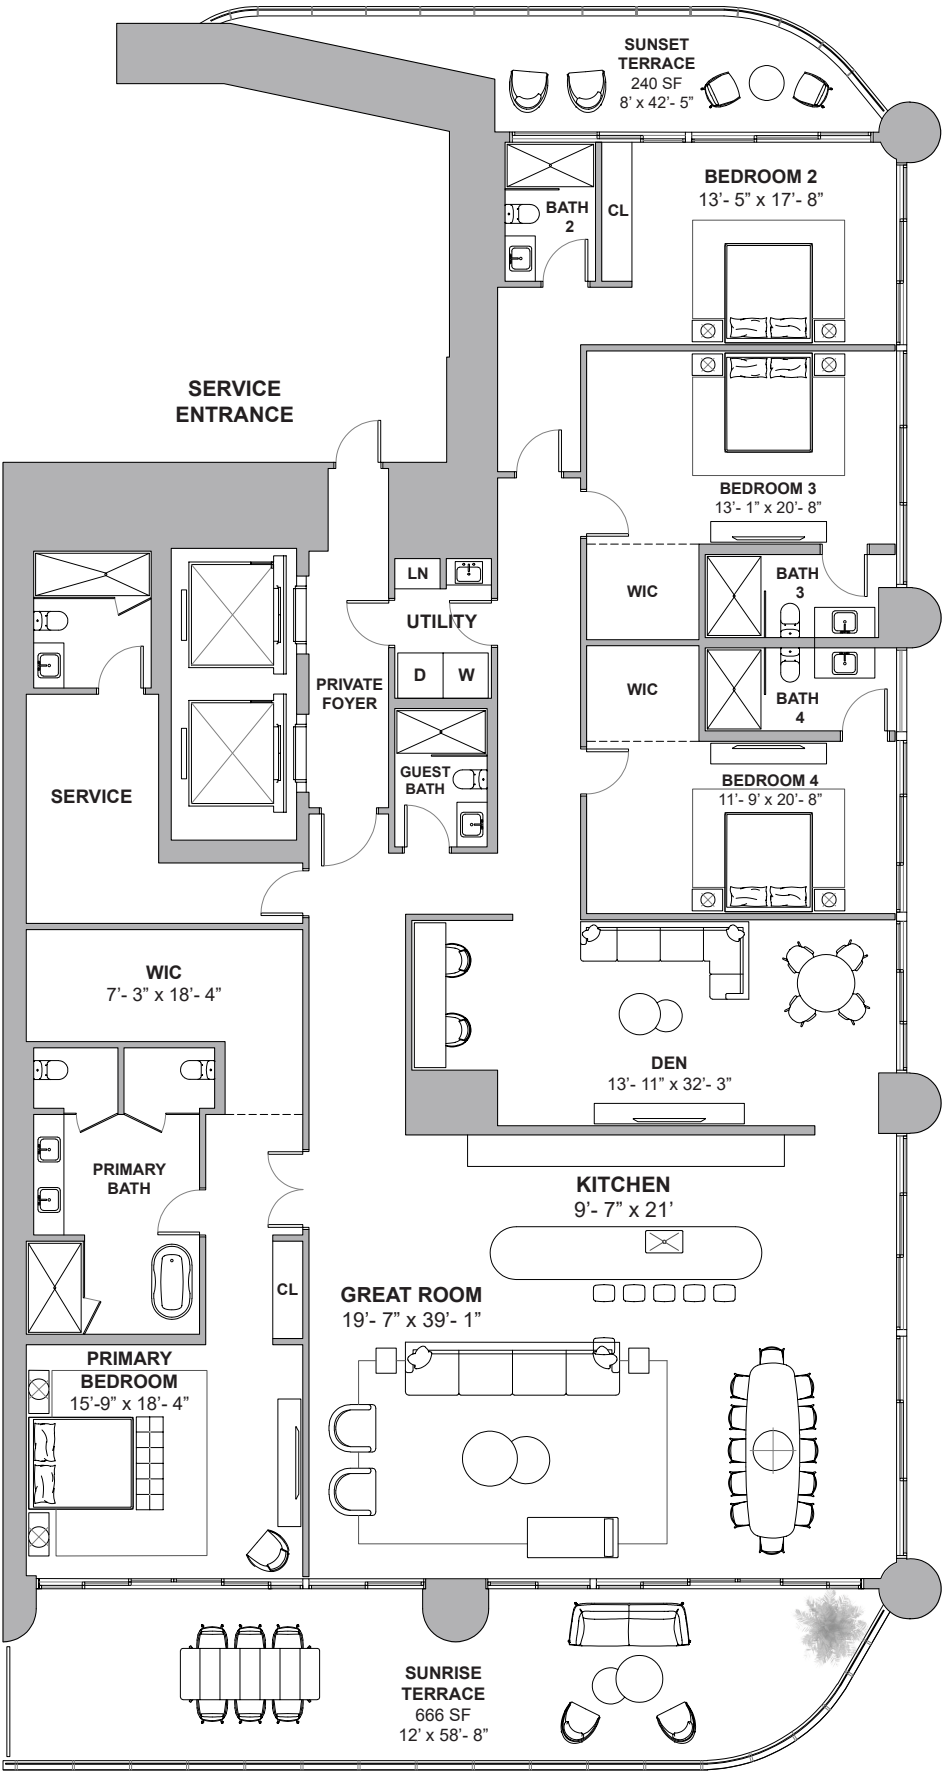 SUNSET
TERRACE
240 SF
8’ x 42’- 5”
BEDROOM 2
13’- 5” x 17’- 8”
BATH
2
CL
SERVICE
ENTRANCE
BEDROOM 3
13’- 1” x 20’- 8”
LN
UTILITY
D
W
WIC
BATH
3
PRIVATE
FOYER
WIC
BATH
4
GUEST
BATH
BEDROOM 4
11’- 9’ x 20’- 8”
SERVICE
WIC
7’- 3” x 18’- 4”
DEN
13’- 11” x 32’- 3”
PRIMARY
BATH
KITCHEN
9’- 7” x 21’
CL
GREAT ROOM
19’- 7” x 39’- 1”
PRIMARY
BEDROOM
15’-9” x 18’- 4”
SUNRISE
TERRACE
666 SF
12’ x 58’- 8”